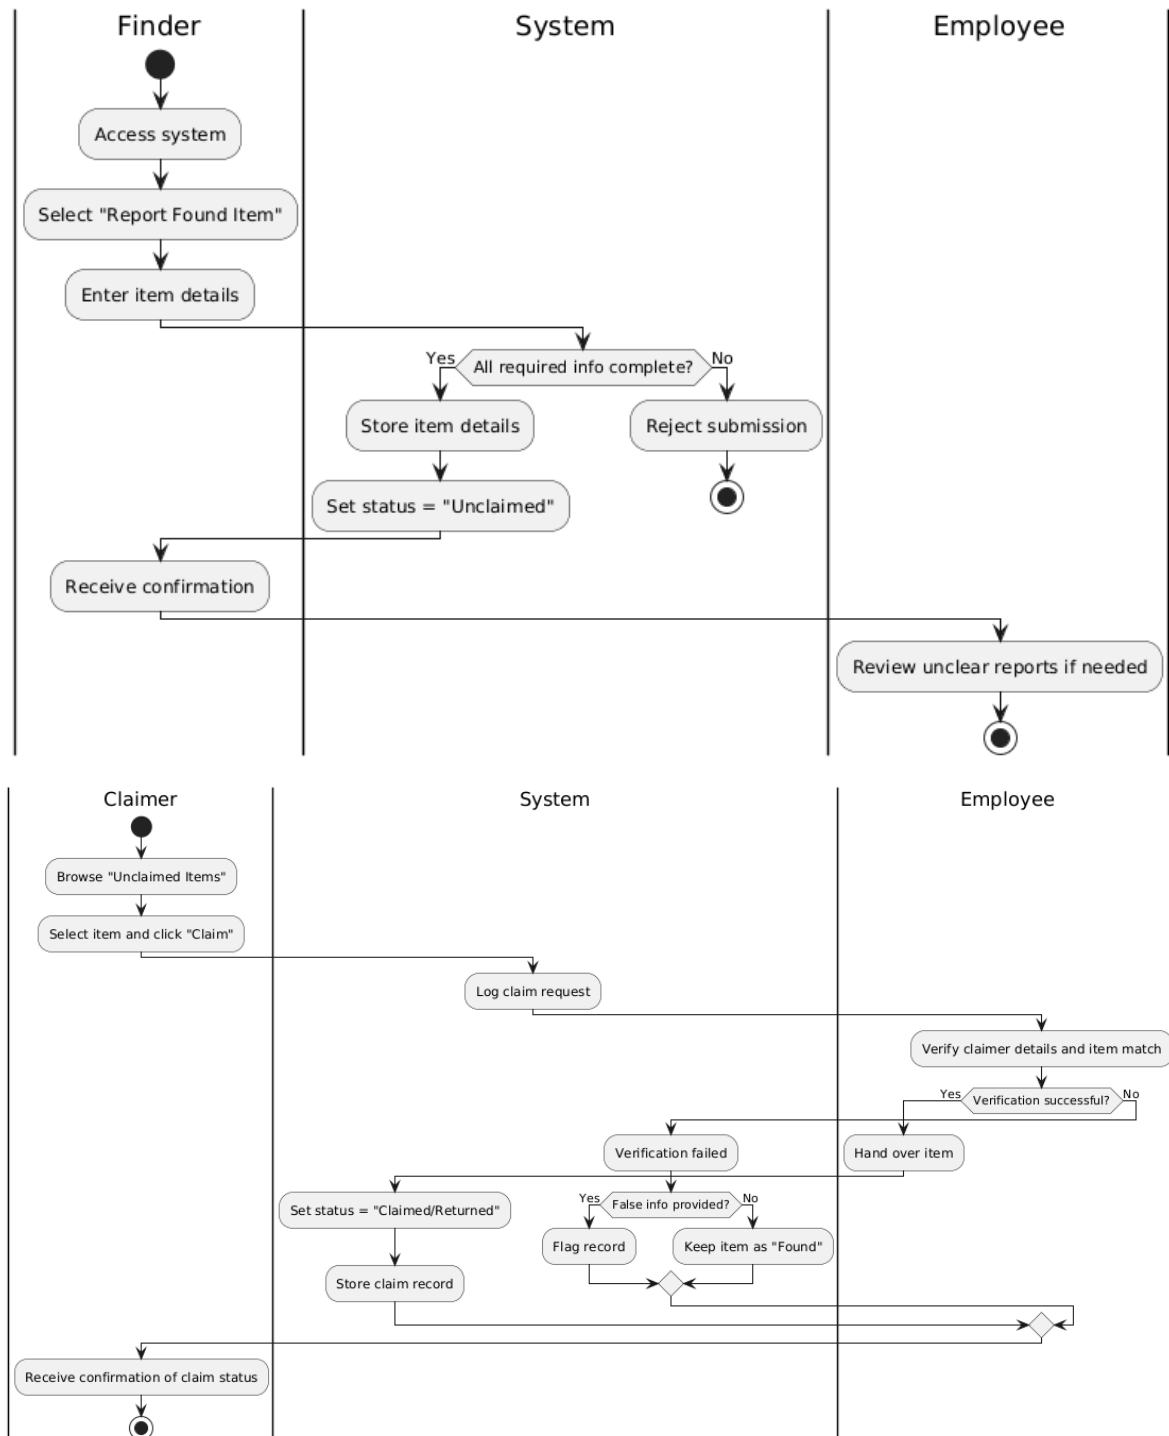 Finder
System
Employee
Access system
Select "Report Found Item"
Enter item details
Yes
All required info complete?
No
Store item details
Reject submission
Set status = "Unclaimed"
Receive confirmation
Review unclear reports if needed
Claimer
System
Employee
Browse "Unclaimed Items"
Select item and click "Claim"
Log claim request
Verify claimer details and item match
Yes
Verification successful?
No
Verification failed
Hand over item
Set status = "Claimed/Returned"
Yes
False info provided?
No
Flag record
Keep item as "Found"
Store claim record
Receive confirmation of claim status